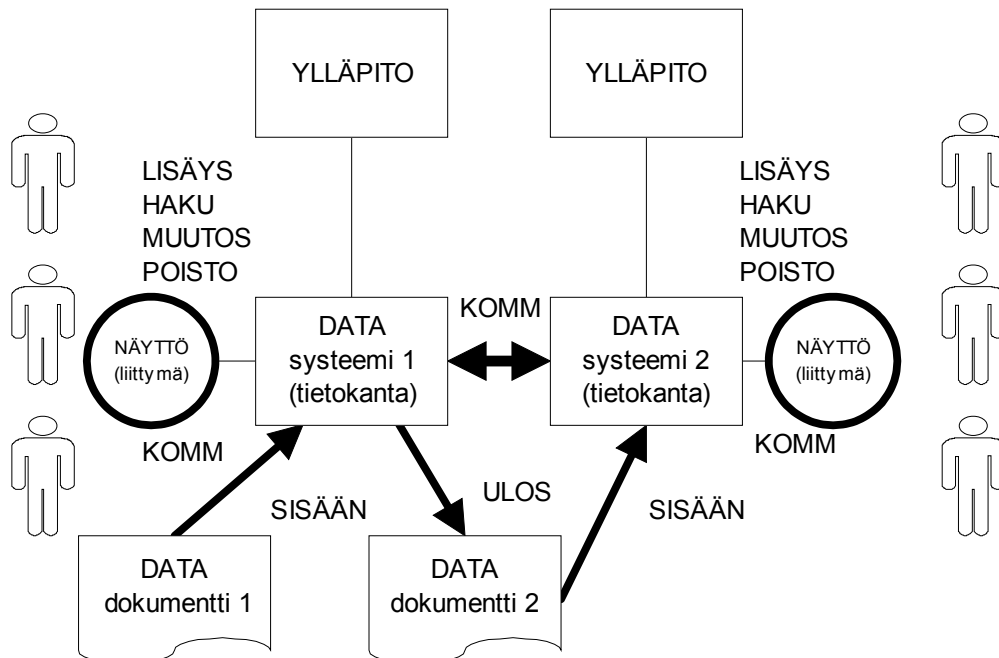 YLLÄPITO
YLLÄPITO
LISÄYS
HAKU
MUUTOS
POISTO
LISÄYS
HAKU
MUUTOS
POISTO
NÄYTTÖ
(liittymä)
DATA
systeemi 1
(tietokanta)
KOMM
DATA
systeemi 2
(tietokanta)
NÄYTTÖ
(liittymä)
KOMM
KOMM
SISÄÄN
ULOS
SISÄÄN
DATA
dokumentti 1
DATA
dokumentti 2